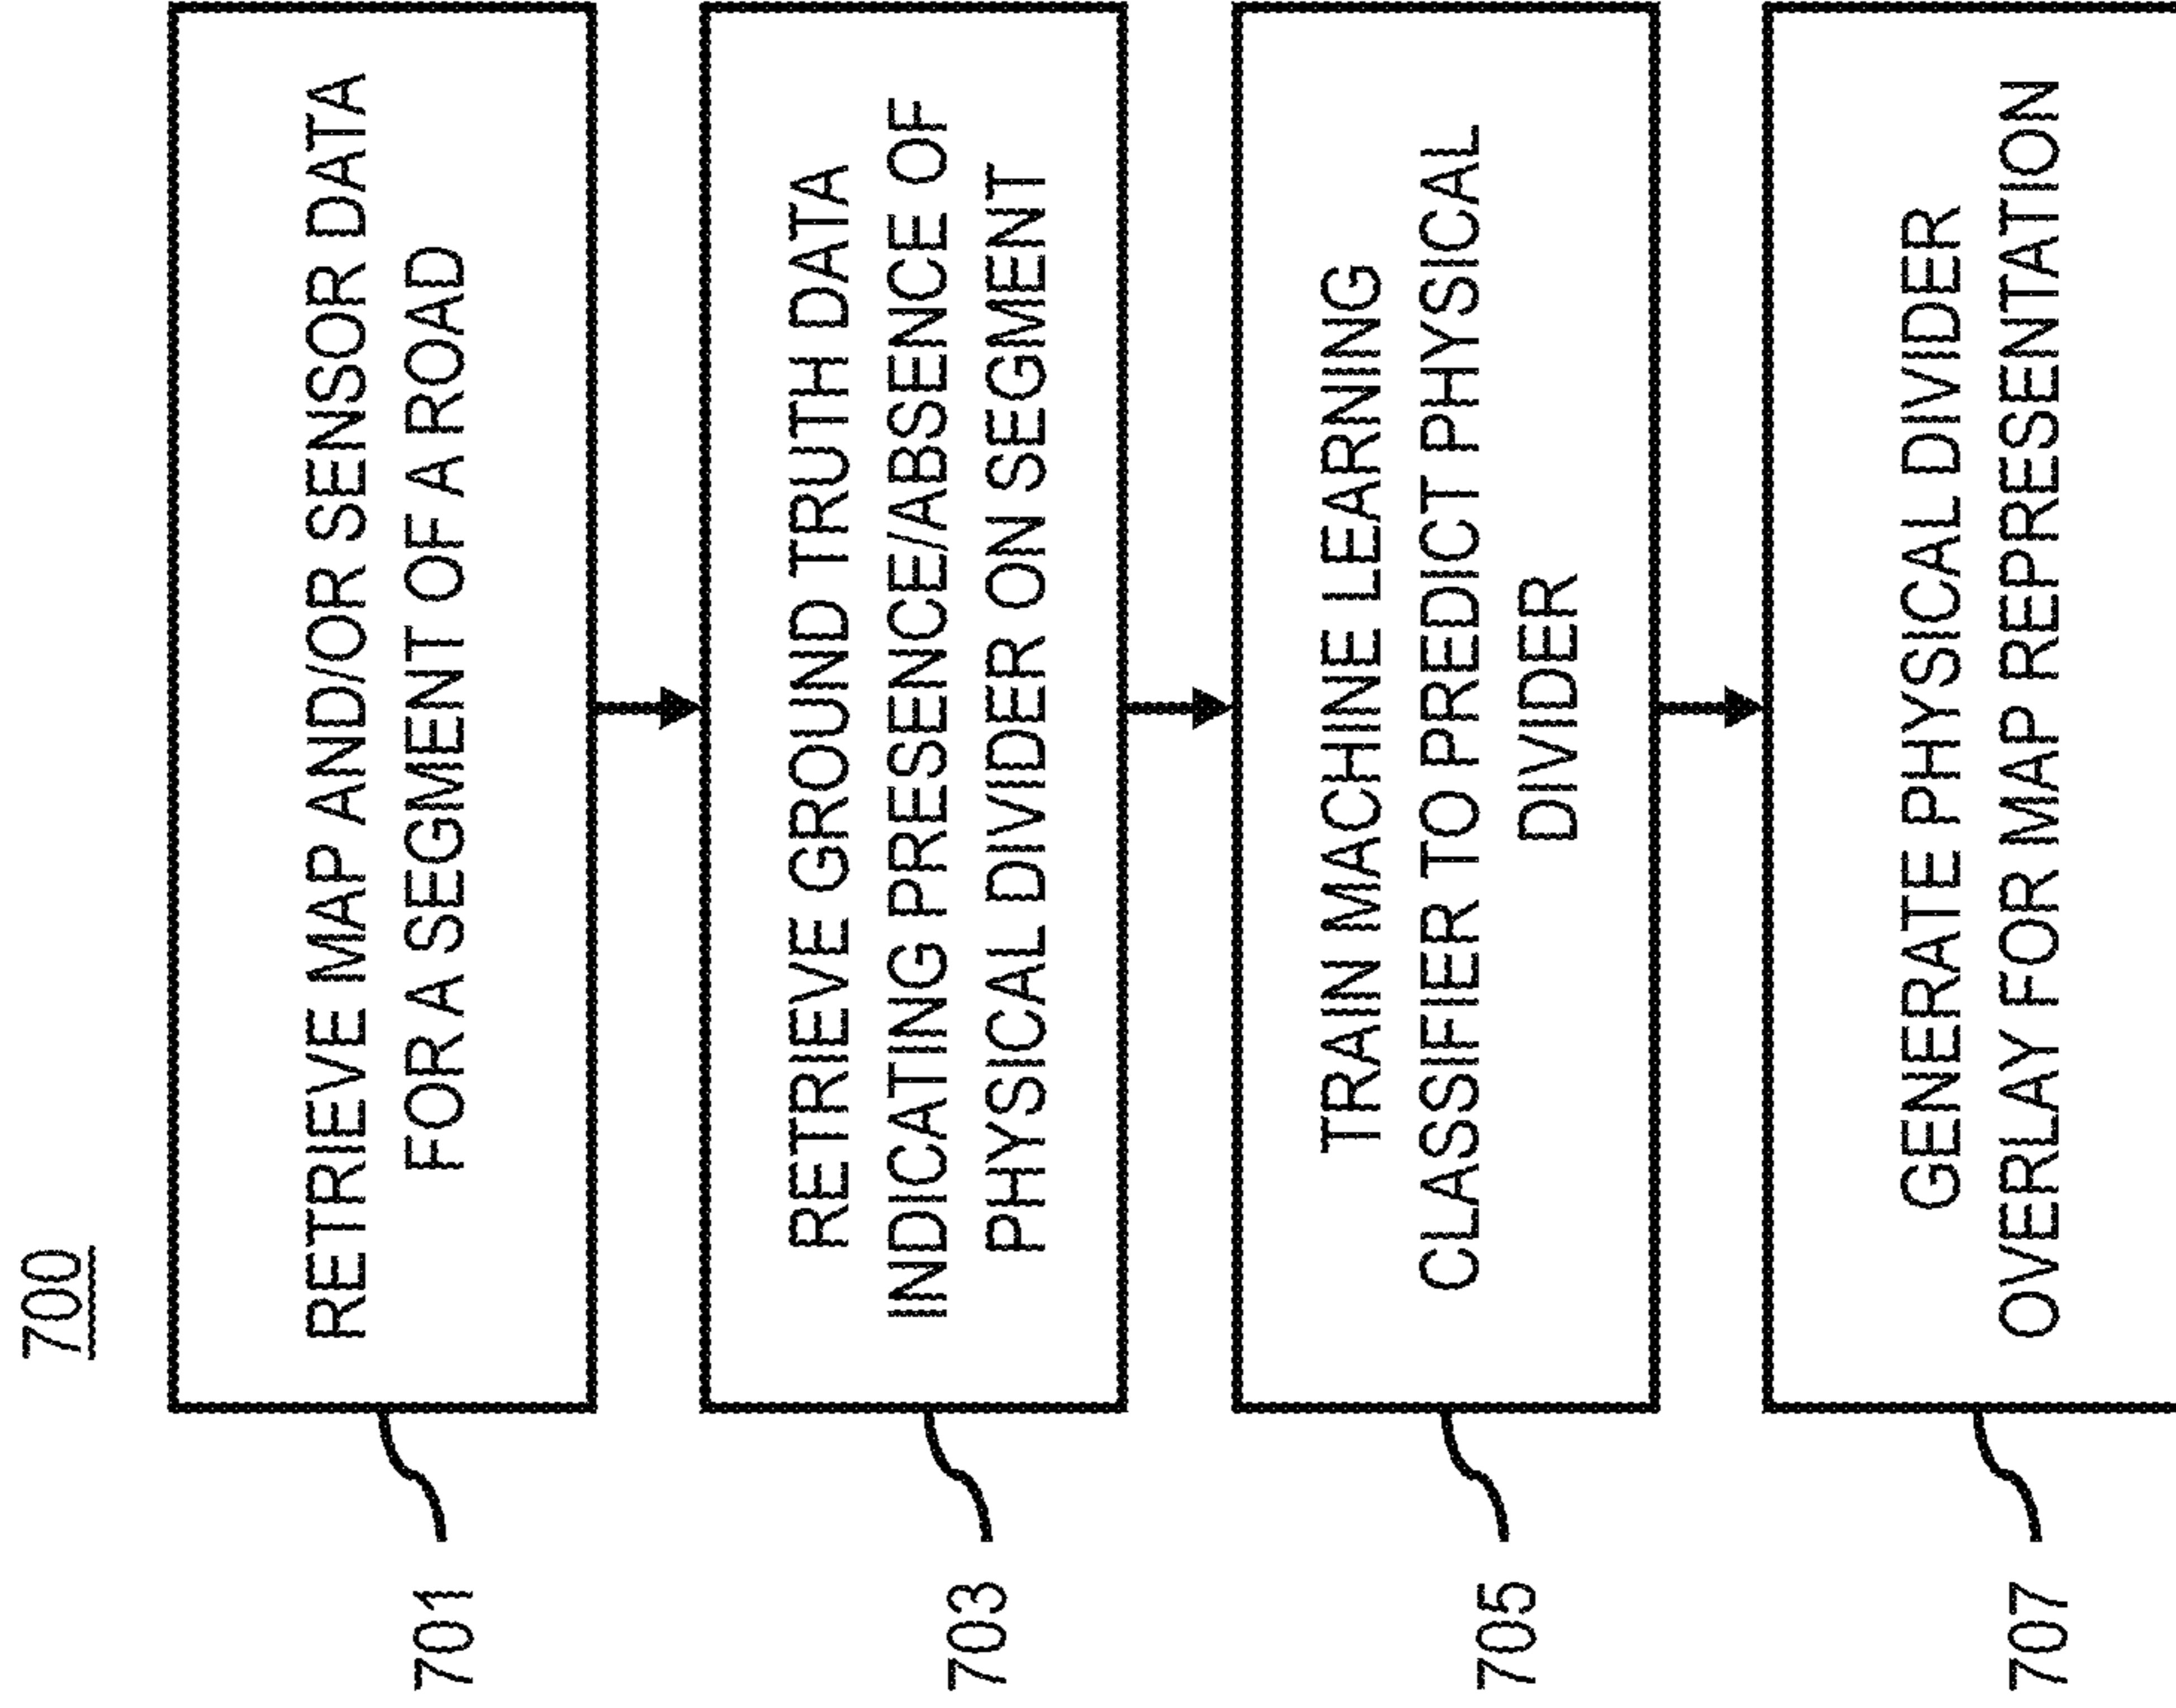 700
701
RETRIEVE MAP AND/OR SENSOR DATA
FOR A SEGMENT OF A ROAD
703
RETRIEVE GROUND TRUTH DATA
INDICATING PRESENCE/ABSENCE OF
PHYSICAL DIVIDER ON SEGMENT
705
TRAIN MACHINE LEARNING
CLASSIFIER TO PREDICT PHYSICAL
DIVIDER
707
GENERATE PHYSICAL DIVIDER
OVERLAY FOR MAP REPRESENTATION